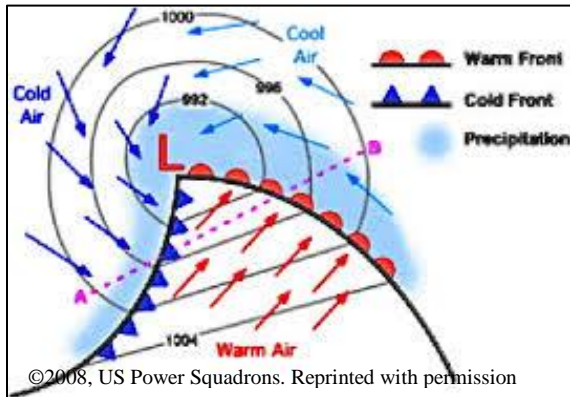 1000
Cool
Air
Warm Front
Cold
Air
992
996
Cold Front
Precipitation
L
B
A
1004
Warm Air
©2008, US Power Squadrons. Reprinted with permission